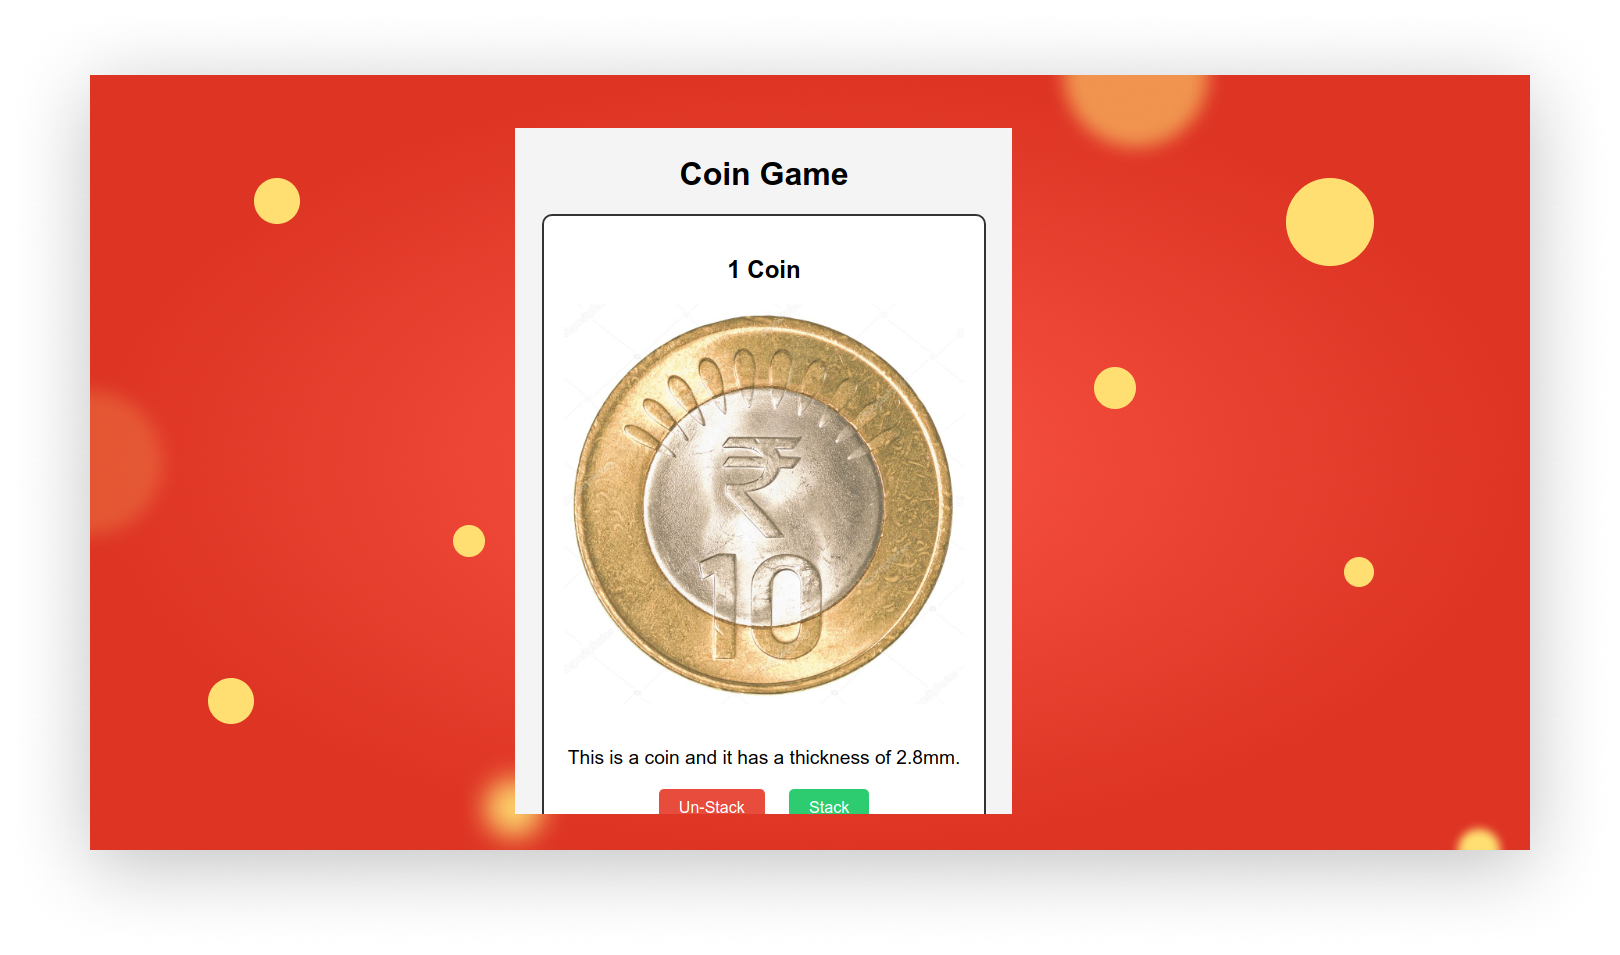 Coin Game
1 Coin
₹
10
This is a coin and it has a thickness of 2.8mm.
Un-Stack Stack